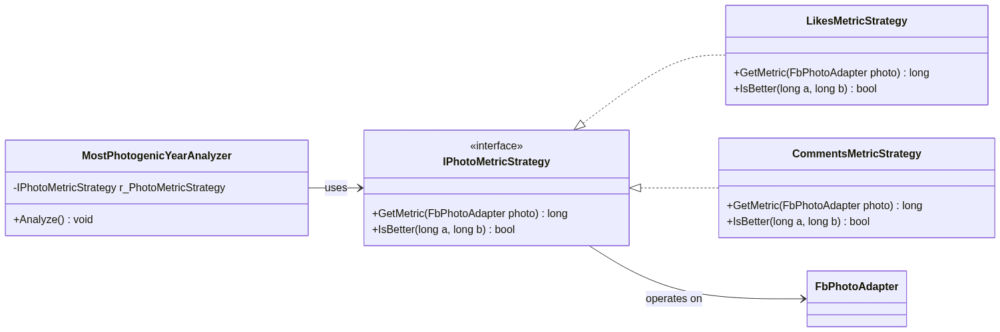 MostPhotogenicYearAnalyzer
-IPhotoMetricStrategy r_PhotoMetricStrategy
+Analyze() : void
uses
«interface»
IPhotoMetricStrategy
+GetMetric(FbPhotoAdapter photo) : long
+IsBetter(long a, long b) : bool
LikesMetricStrategy
+GetMetric(FbPhotoAdapter photo) : long
+IsBetter(long a, long b) : bool
CommentsMetricStrategy
+GetMetric(FbPhotoAdapter photo) : long
+IsBetter(long a, long b) : bool
operates on
FbPhotoAdapter